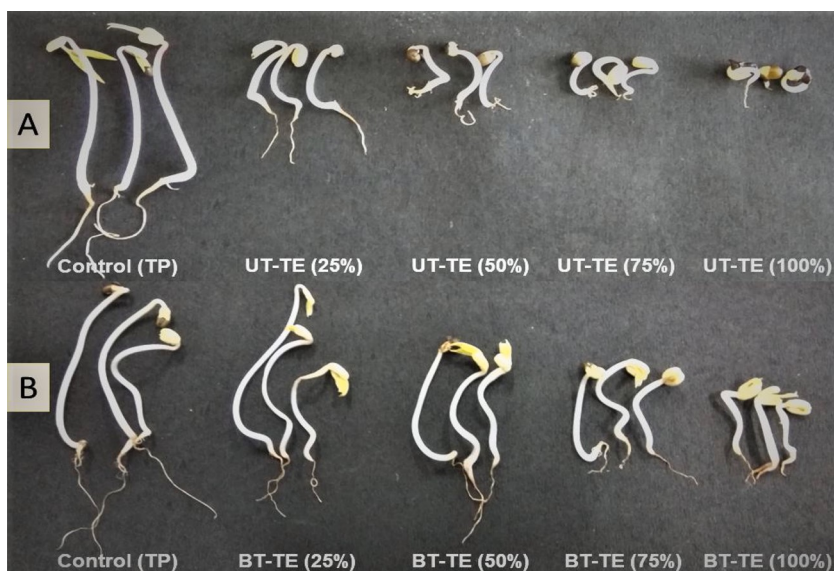 A
Control (TP) UT-TE (25%) UT-TE (50%) UT-TE (75%) UT-TE (100%)
B
Control (TP) BT-TE (25%) BT-TE (50%) BT-TE (75%) BT-TE (100%)